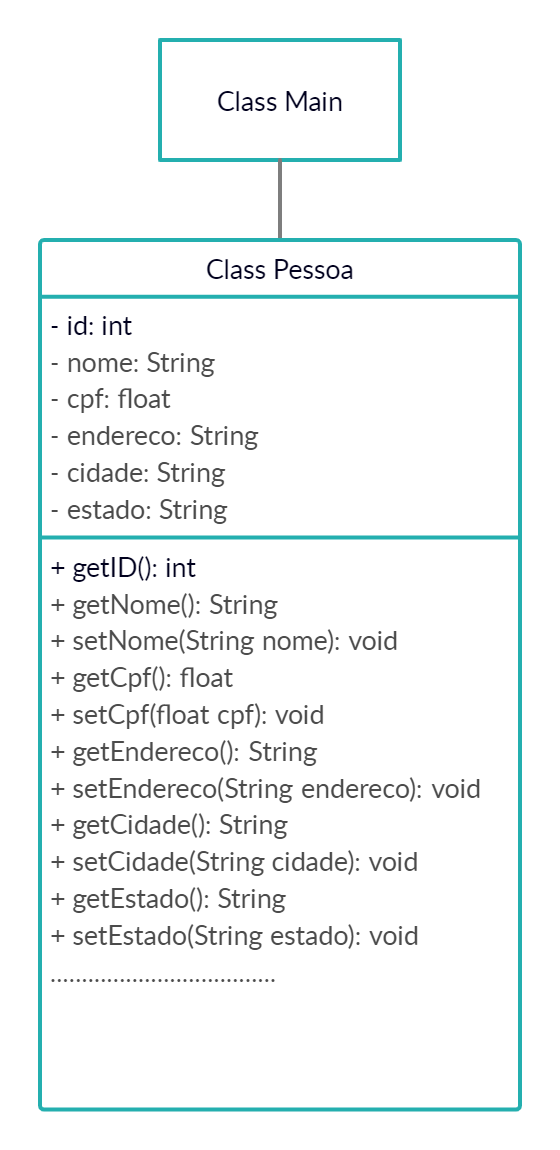 Class Main
Class Pessoa
- id: int
- nome: String
- cpf: float
- endereco: String
- cidade: String
- estado: String
+ getID(): int
+ getNome(): String
+ setNome(String nome): void
+ getCpf(): float
+ setCpf(float cpf): void
+ getEndereco(): String
+ setEndereco(String endereco): void
+ getCidade(): String
+ setCidade(String cidade): void
+ getEstado(): String
+ setEstado(String estado): void
....................................